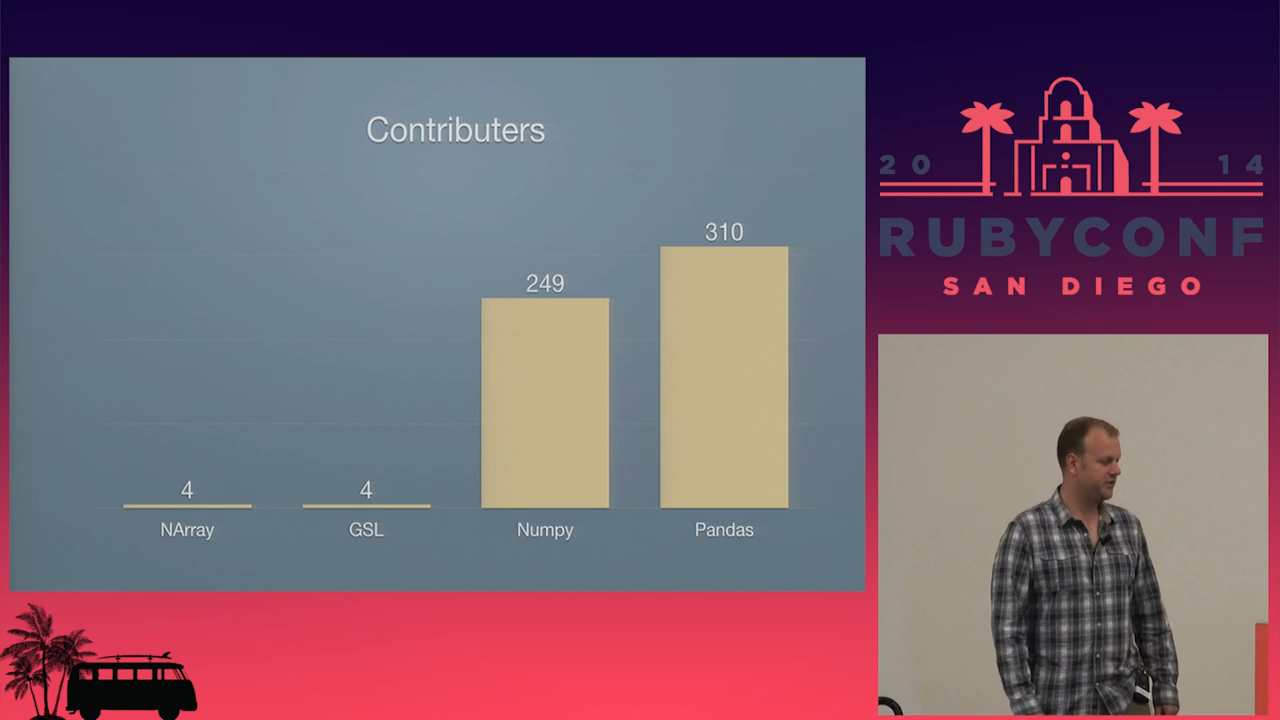 Contributers
310
249
4
4
NArray
GSL
Numpy
Pandas
20 14
RUBYCONF
SAN DIEGO